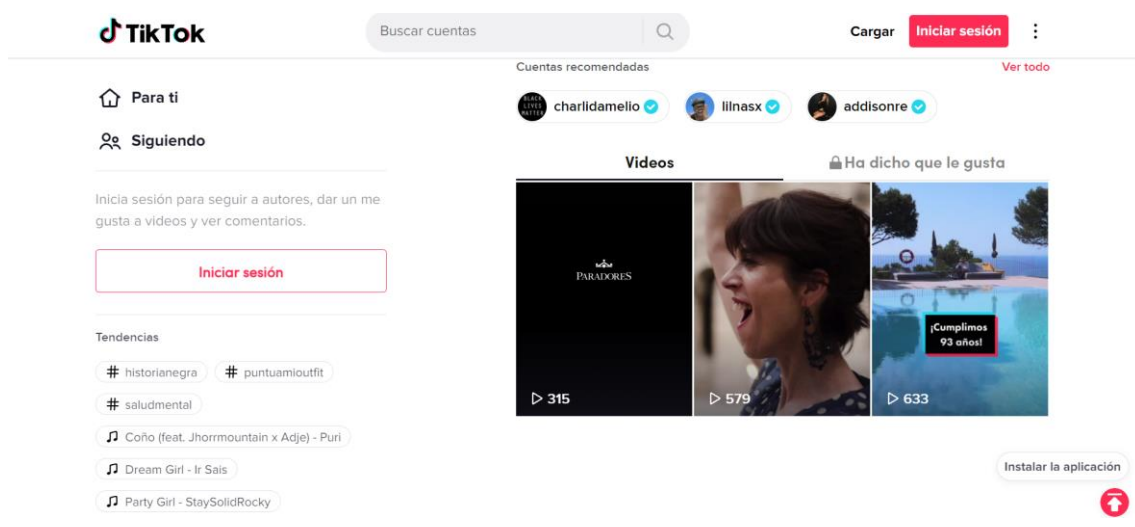 TikTok
Buscar cuentas
Cargar
Iniciar sesión
Para ti
Siguiendo
Inicia sesión para seguir a autores, dar un me
gusta a videos y ver comentarios.
Iniciar sesión
Tendencias
# historianegra
# puntuamioutfit
# saludmental
Coño (feat. Jhorrmountain x Adje) - Puri
Dream Girl - Ir Sais
Party Girl - StaySolidRocky
Cuentas recomendadas
Ver todo
BLACK
LIVES
MATTER
charlidamelio
lilnasx
addisonre
Videos
Ha dicho que le gusta
PARADORES
315
579
¡Cumplimos
93 años!
633
Instalar la aplicación